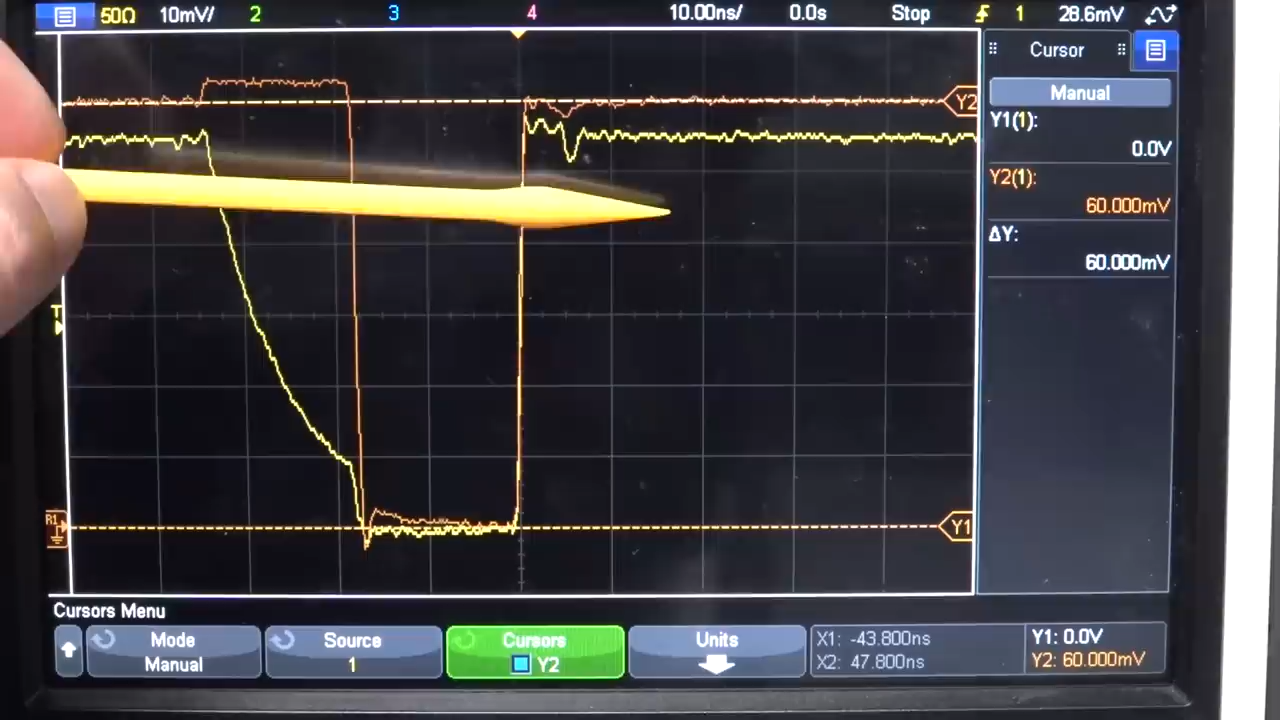 50Ω 10mV/ 2 3 4 10.00ns/ 0.0s Stop 1 28.6mV
Cursor
Manual
Y1(1):
0.0V
Y2(1):
60.000mV
ΔY:
60.000mV
Y2
T
R1
Y1
Cursors Menu
Mode
Manual
Source
1
Cursors
Y2
Units
X1: -43.800ns
X2: 47.800ns
Y1: 0.0V
Y2: 60.000mV